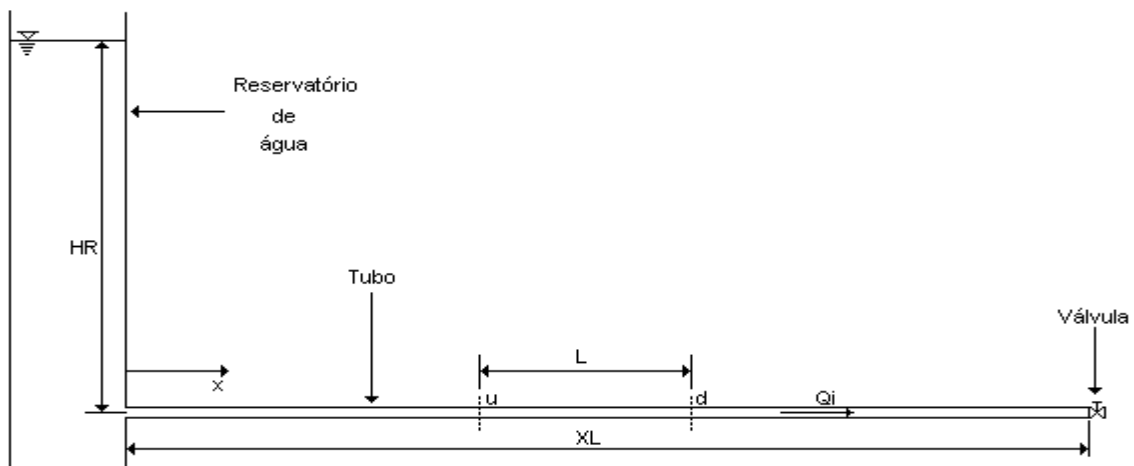 Reservatório
de
água
HR
Tubo
Válvula
L
x
u
d
Qi
XL